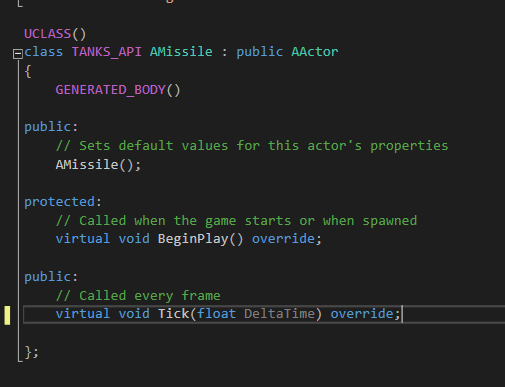 UCLASS()
class TANKS_API AMissile : public AActor
{
GENERATED_BODY()
public:
// Sets default values for this actor's properties
AMissile();
protected:
// Called when the game starts or when spawned
virtual void BeginPlay() override;
public:
// Called every frame
virtual void Tick(float DeltaTime) override;
};